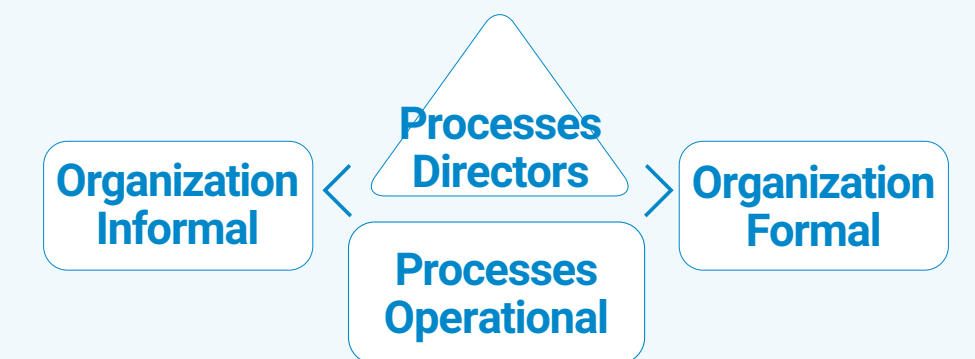 Processes
Directors
Organization
Informal
Organization
Formal
Processes
Operational